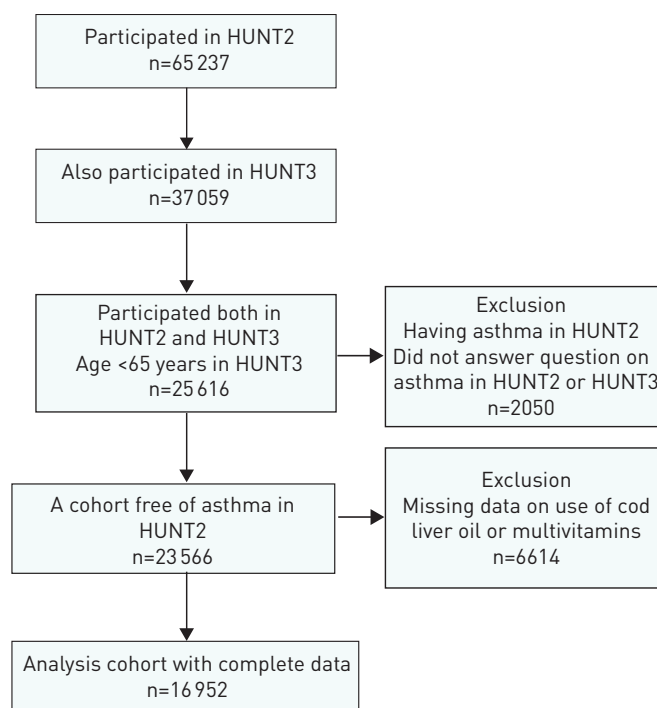 Participated in HUNT2
n=65 237
Also participated in HUNT3
n=37 059
Participated both in
HUNT2 and HUNT3
Age <65 years in HUNT3
n=25 616
Exclusion
Having asthma in HUNT2
Did not answer question on
asthma in HUNT2 or HUNT3
n=2050
A cohort free of asthma in
HUNT2
n=23 566
Exclusion
Missing data on use of cod
liver oil or multivitamins
n=6614
Analysis cohort with complete data
n=16 952